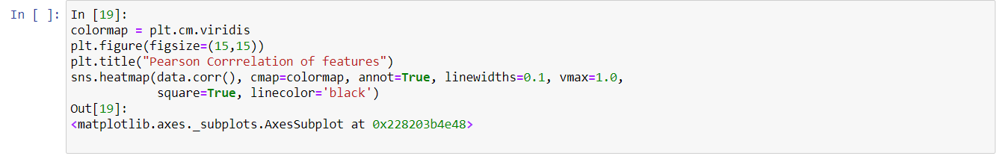 In [ ]: In [19]:
colormap = plt.cm.viridis
plt.figure(figsize=(15,15))
plt.title("Pearson Corrrelation of features")
sns.heatmap(data.corr(), cmap=colormap, annot=True, linewidths=0.1, vmax=1.0,
            square=True, linecolor='black')
Out[19]:
<matplotlib.axes._subplots.AxesSubplot at 0x228203b4e48>